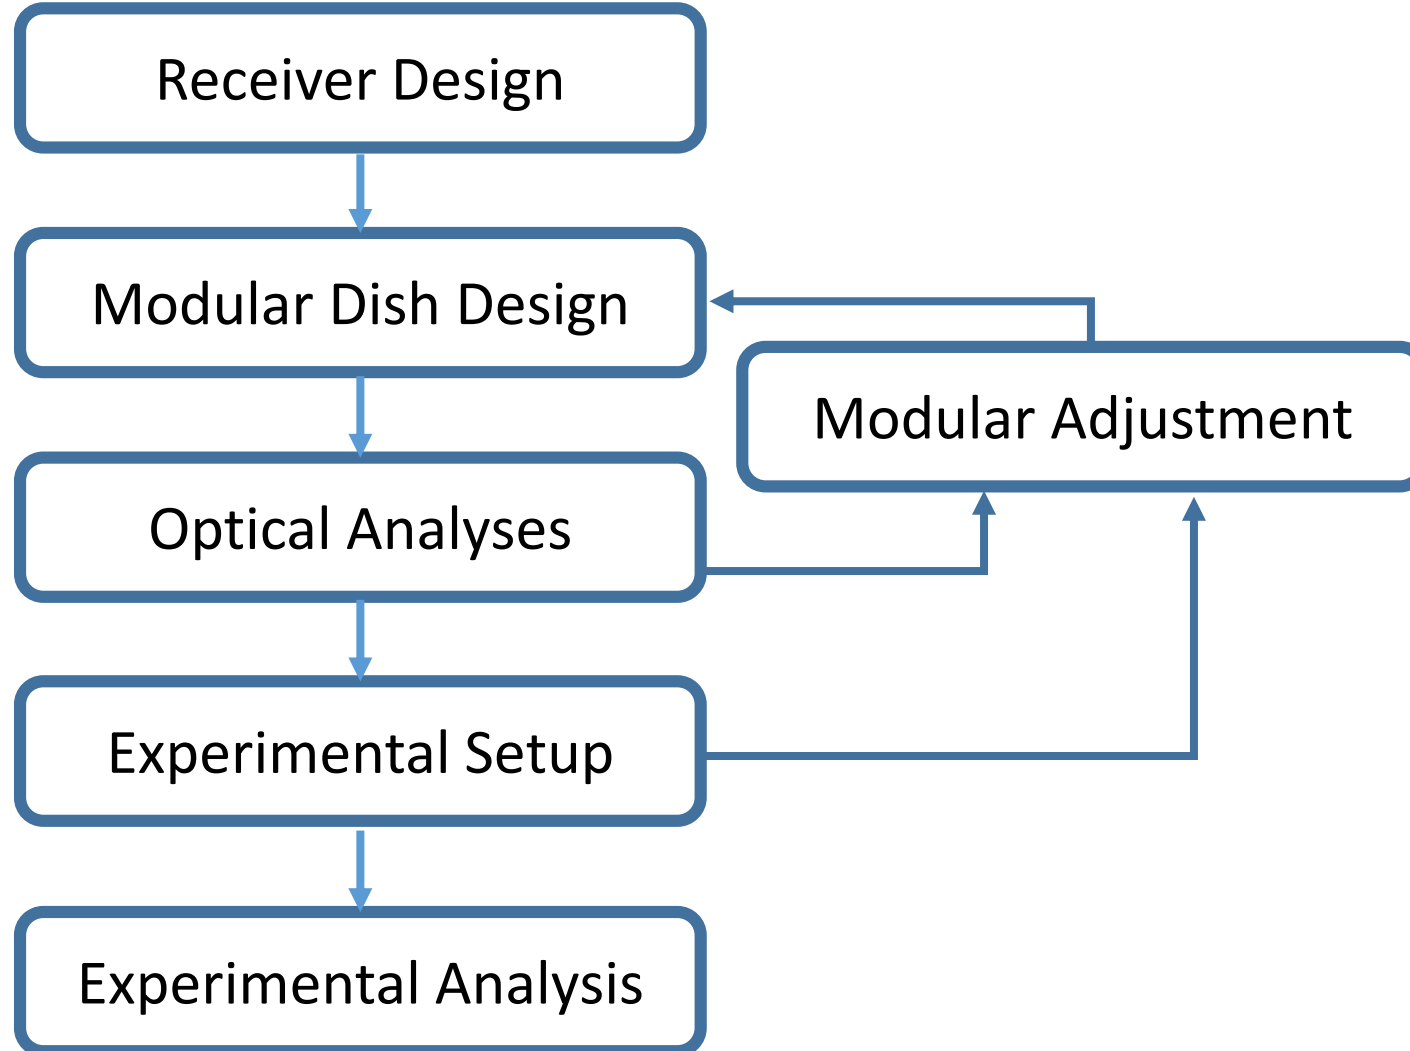 Receiver Design
Modular Dish Design
Modular Adjustment
Optical Analyses
Experimental Setup
Experimental Analysis